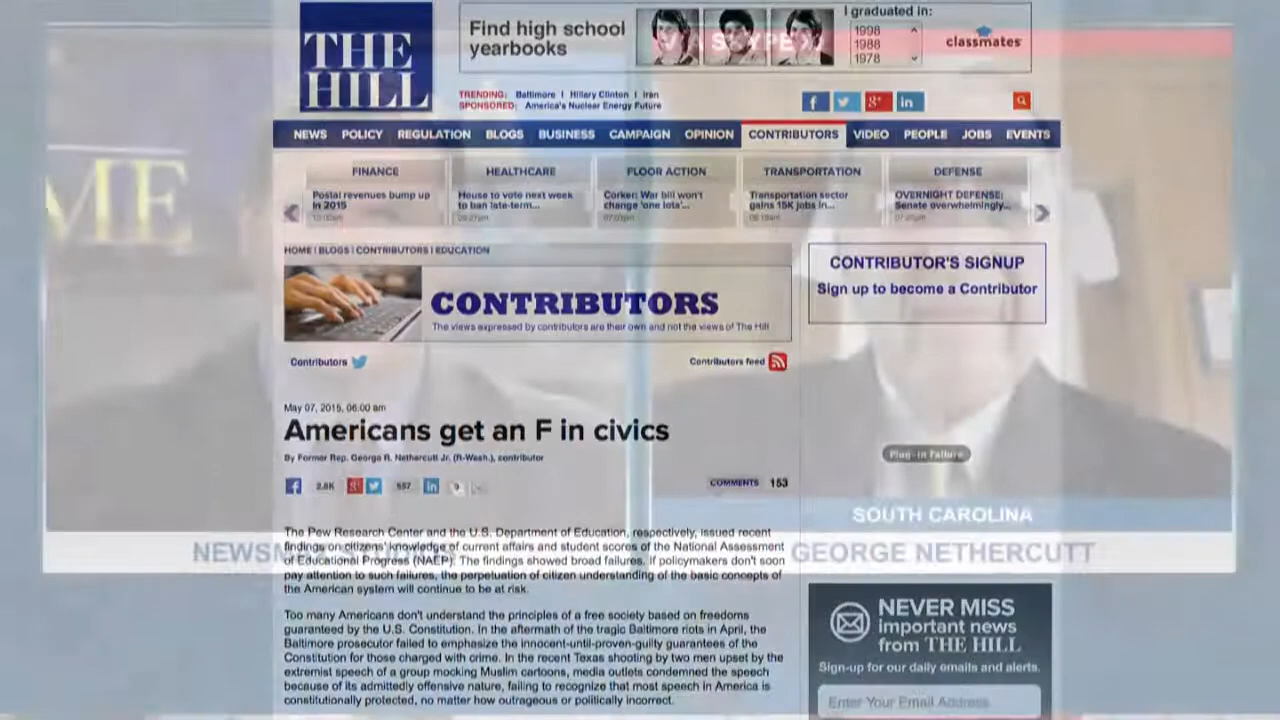 THE
HILL
Find high school
yearbooks
I graduated in:
1998
1988
1978
classmates
VIA SKYPE
TRENDING: Baltimore | Hillary Clinton | Iran
SPONSORED: America's Nuclear Energy Future
NEWS POLICY REGULATION BLOGS BUSINESS CAMPAIGN OPINION CONTRIBUTORS VIDEO PEOPLE JOBS EVENTS
FINANCE HEALTHCARE FLOOR ACTION TRANSPORTATION DEFENSE
Postal revenues bump up House to vote next week Corker: War bill won't Transportation sector OVERNIGHT DEFENSE:
in 2015 to ban late-term... change 'one iota'... gains 15K jobs in... Senate overwhelmingly...
ME
HOME | BLOGS | CONTRIBUTORS | EDUCATION
CONTRIBUTORS
The views expressed by contributors are their own and not the views of The Hill
CONTRIBUTOR'S SIGNUP
Sign up to become a Contributor
Contributors
Contributors feed
May 07, 2015, 06:00 am
Americans get an F in civics
By Former Rep. George R. Nethercutt Jr. (R-Wash.), contributor
Plug-in Failure
2.8K 557 9
COMMENTS 153
SOUTH CAROLINA
The Pew Research Center and the U.S. Department of Education, respectively, issued recent
findings on citizens' knowledge of current affairs and student scores of the National Assessment
of Educational Progress (NAEP). The findings showed broad failures. If policymakers don't soon
pay attention to such failures, the perpetuation of citizen understanding of the basic concepts of
the American system will continue to be at risk.
GEORGE NETHERCUTT
Too many Americans don't understand the principles of a free society based on freedoms
guaranteed by the U.S. Constitution. In the aftermath of the tragic Baltimore riots in April, the
Baltimore prosecutor failed to emphasize the innocent-until-proven-guilty guarantees of the
Constitution for those charged with crime. In the recent Texas shooting by two men upset by the
extremist speech of a group mocking Muslim cartoons, media outlets condemned the speech
because of its admittedly offensive nature, failing to recognize that most speech in America is
constitutionally protected, no matter how outrageous or politically incorrect.
NEVER MISS
important news
from THE HILL
Sign-up for our daily emails and alerts.
Enter Your Email Address